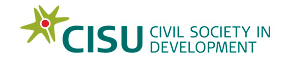 CISU CIVIL SOCIETY IN
DEVELOPMENT